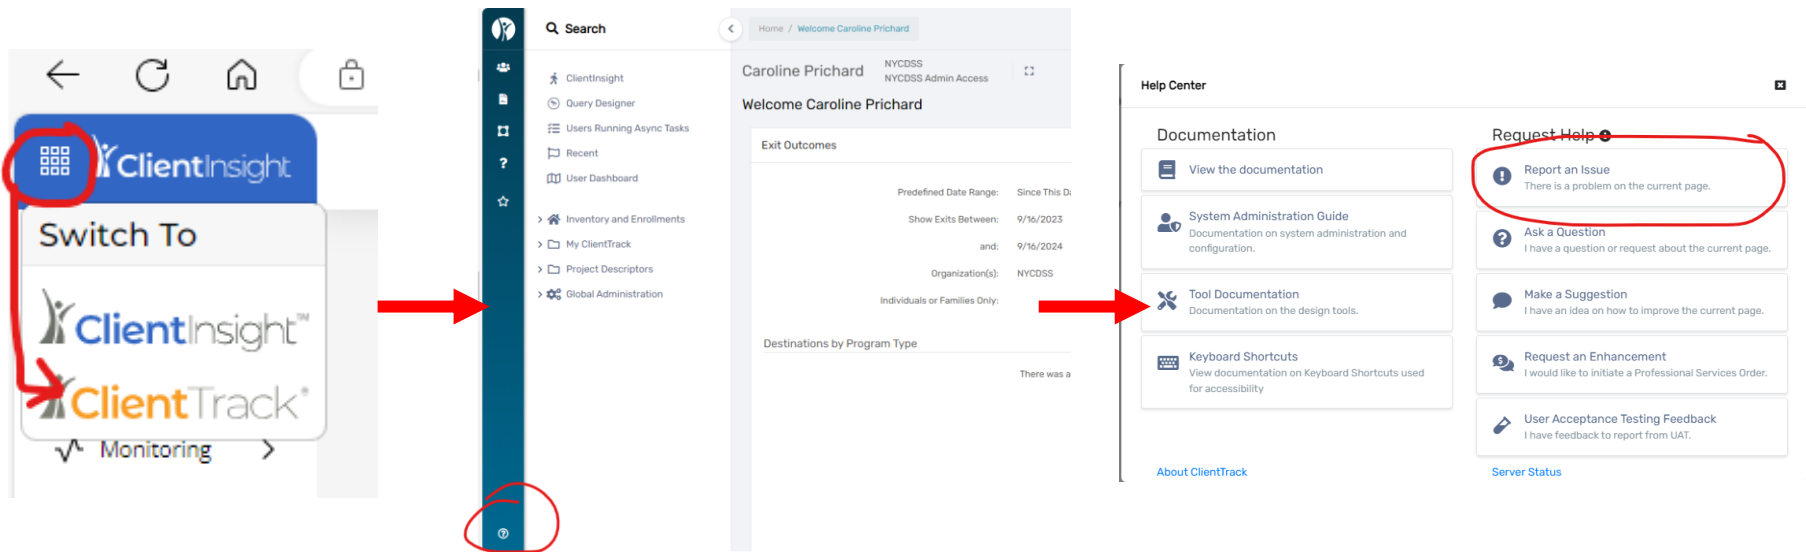 ClientInsight
Switch To
ClientInsight™
ClientTrack®
Monitoring
Search
ClientInsight
Query Designer
Users Running Async Tasks
Recent
User Dashboard
Inventory and Enrollments
My ClientTrack
Project Descriptors
Global Administration
Home / Welcome Caroline Prichard
Caroline Prichard
NYCDSS
NYCDSS Admin Access
Welcome Caroline Prichard
Exit Outcomes
Predefined Date Range: Since This Da
Show Exits Between: 9/16/2023
and: 9/16/2024
Organization(s): NYCDSS
Individuals or Families Only:
Destinations by Program Type
There was a
Help Center
Documentation
View the documentation
System Administration Guide
Documentation on system administration and
configuration.
Tool Documentation
Documentation on the design tools.
Keyboard Shortcuts
View documentation on Keyboard Shortcuts used
for accessibility
About ClientTrack
Request Help
Report an Issue
There is a problem on the current page.
Ask a Question
I have a question or request about the current page.
Make a Suggestion
I have an idea on how to improve the current page.
Request an Enhancement
I would like to initiate a Professional Services Order.
User Acceptance Testing Feedback
I have feedback to report from UAT.
Server Status